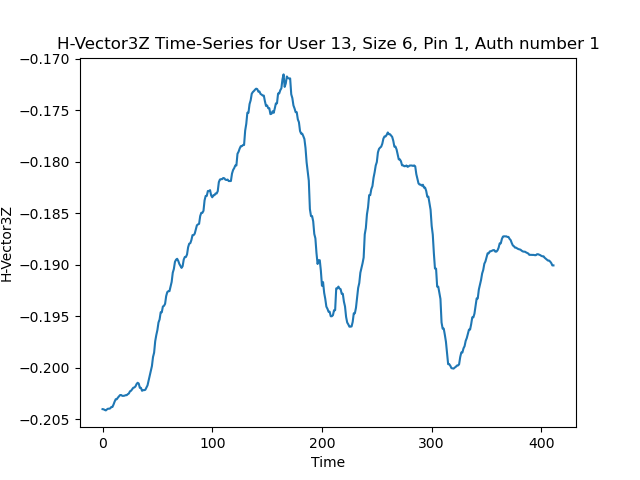 H-Vector3Z Time-Series for User 13, Size 6, Pin 1, Auth number 1
−0.170
−0.175
−0.180
−0.185
−0.190
−0.195
−0.200
−0.205
H-Vector3Z
0 100 200 300 400
Time